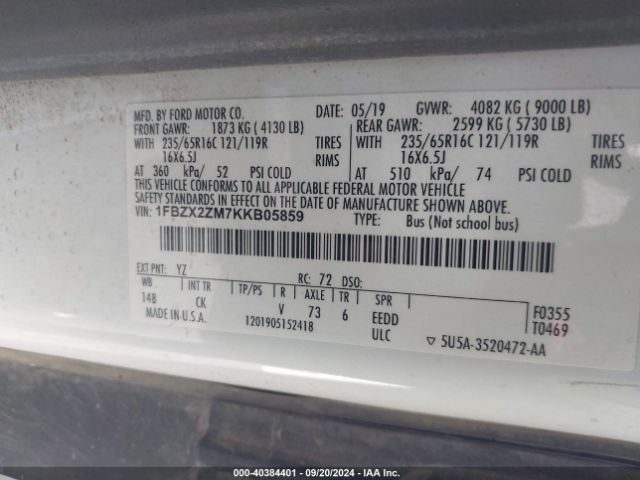 MFD. BY FORD MOTOR CO.
DATE: 05/19 GVWR: 4082 KG ( 9000 LB)
FRONT GAWR: 1873 KG ( 4130 LB) REAR GAWR: 2599 KG ( 5730 LB)
WITH 235/65R16C 121/119R TIRES WITH 235/65R16C 121/119R TIRES
16X6.5J RIMS 16X6.5J RIMS
AT 360 kPa/ 52 PSI COLD AT 510 kPa/ 74 PSI COLD
THIS VEHICLE CONFORMS TO ALL APPLICABLE FEDERAL MOTOR VEHICLE
SAFETY STANDARDS IN EFFECT ON THE DATE OF MANUFACTURE SHOWN ABOVE.
VIN: 1FBZX2ZM7KKB05859
TYPE: Bus (Not school bus)
EXT PNT: YZ RC: 72 DSO:
WB INT TR TP/PS R AXLE TR SPR
148 CK V 73 6 EEDD
F0355
T0469
MADE IN U.S.A. 1201905152418 ULC
▽ 5U5A-3520472-AA
WWW - 40384401 - 09/20/2024 - IAA Inc.